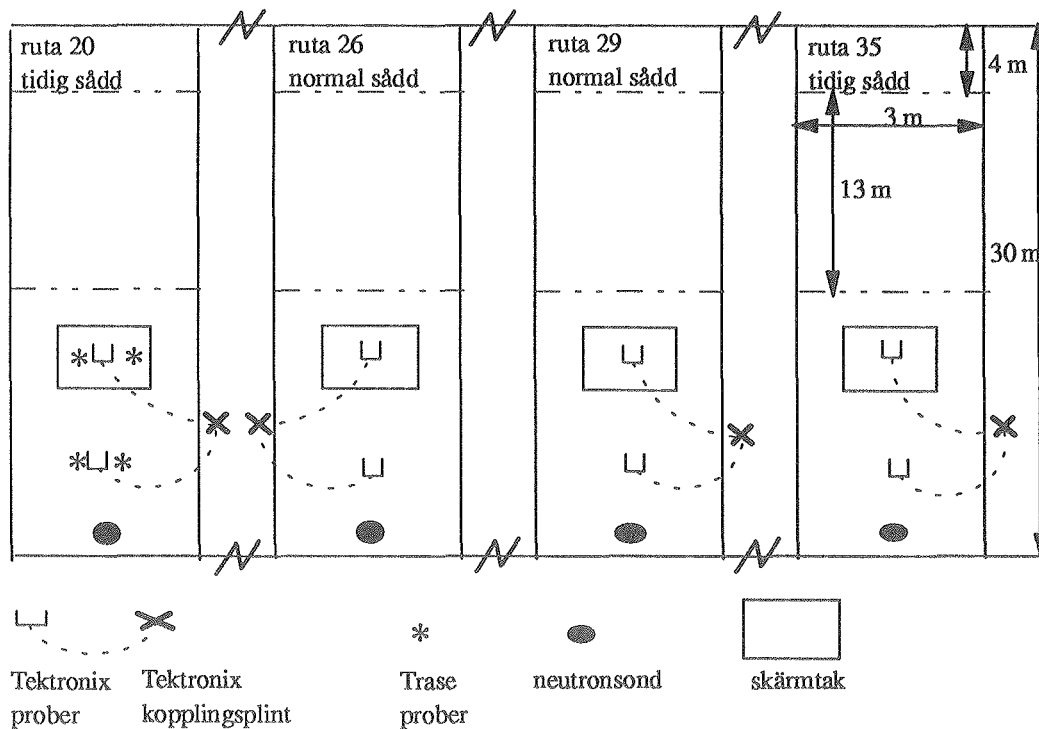 ruta 20
tidig sådd
ruta 26
normal sådd
ruta 29
normal sådd
ruta 35
tidig sådd
4 m
3 m
13 m
30 m
Tektronix
prober
Tektronix
kopplingsplint
Trase
prober
neutronsond
skärmtak